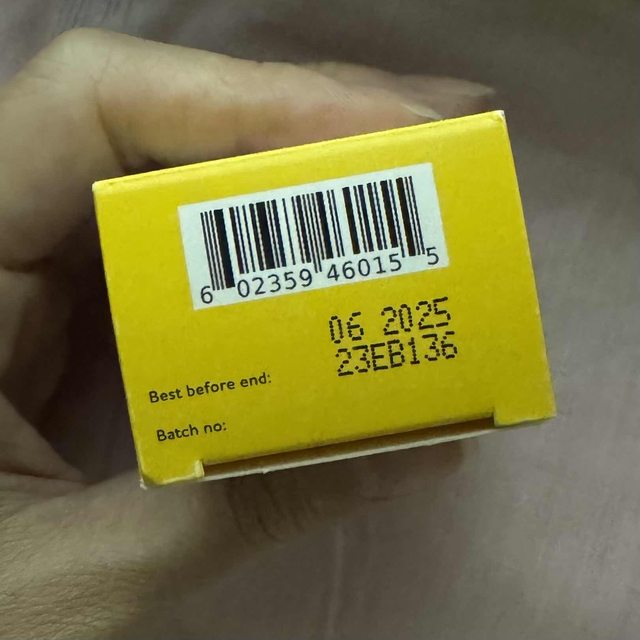 6 02359 46015 5
06 2025
23EB136
Best before end:
Batch no: